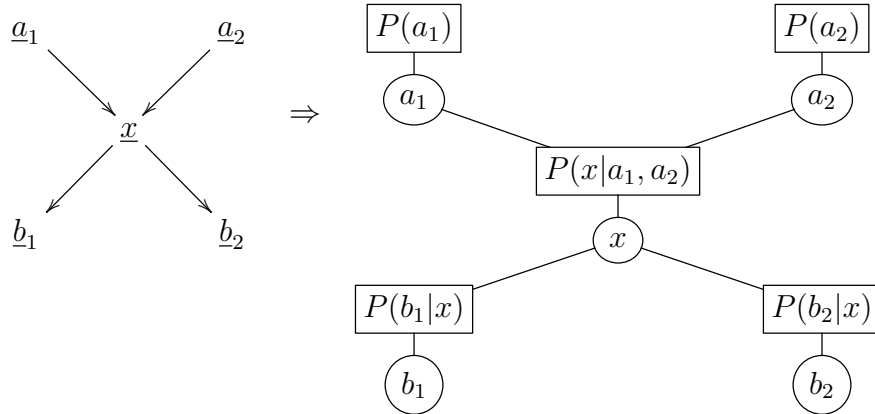 a₁ a₂ P(a₁) P(a₂)
a₁ a₂
x ⇒
P(x|a₁, a₂)
x
b₁ b₂
P(b₁|x) P(b₂|x)
b₁ b₂